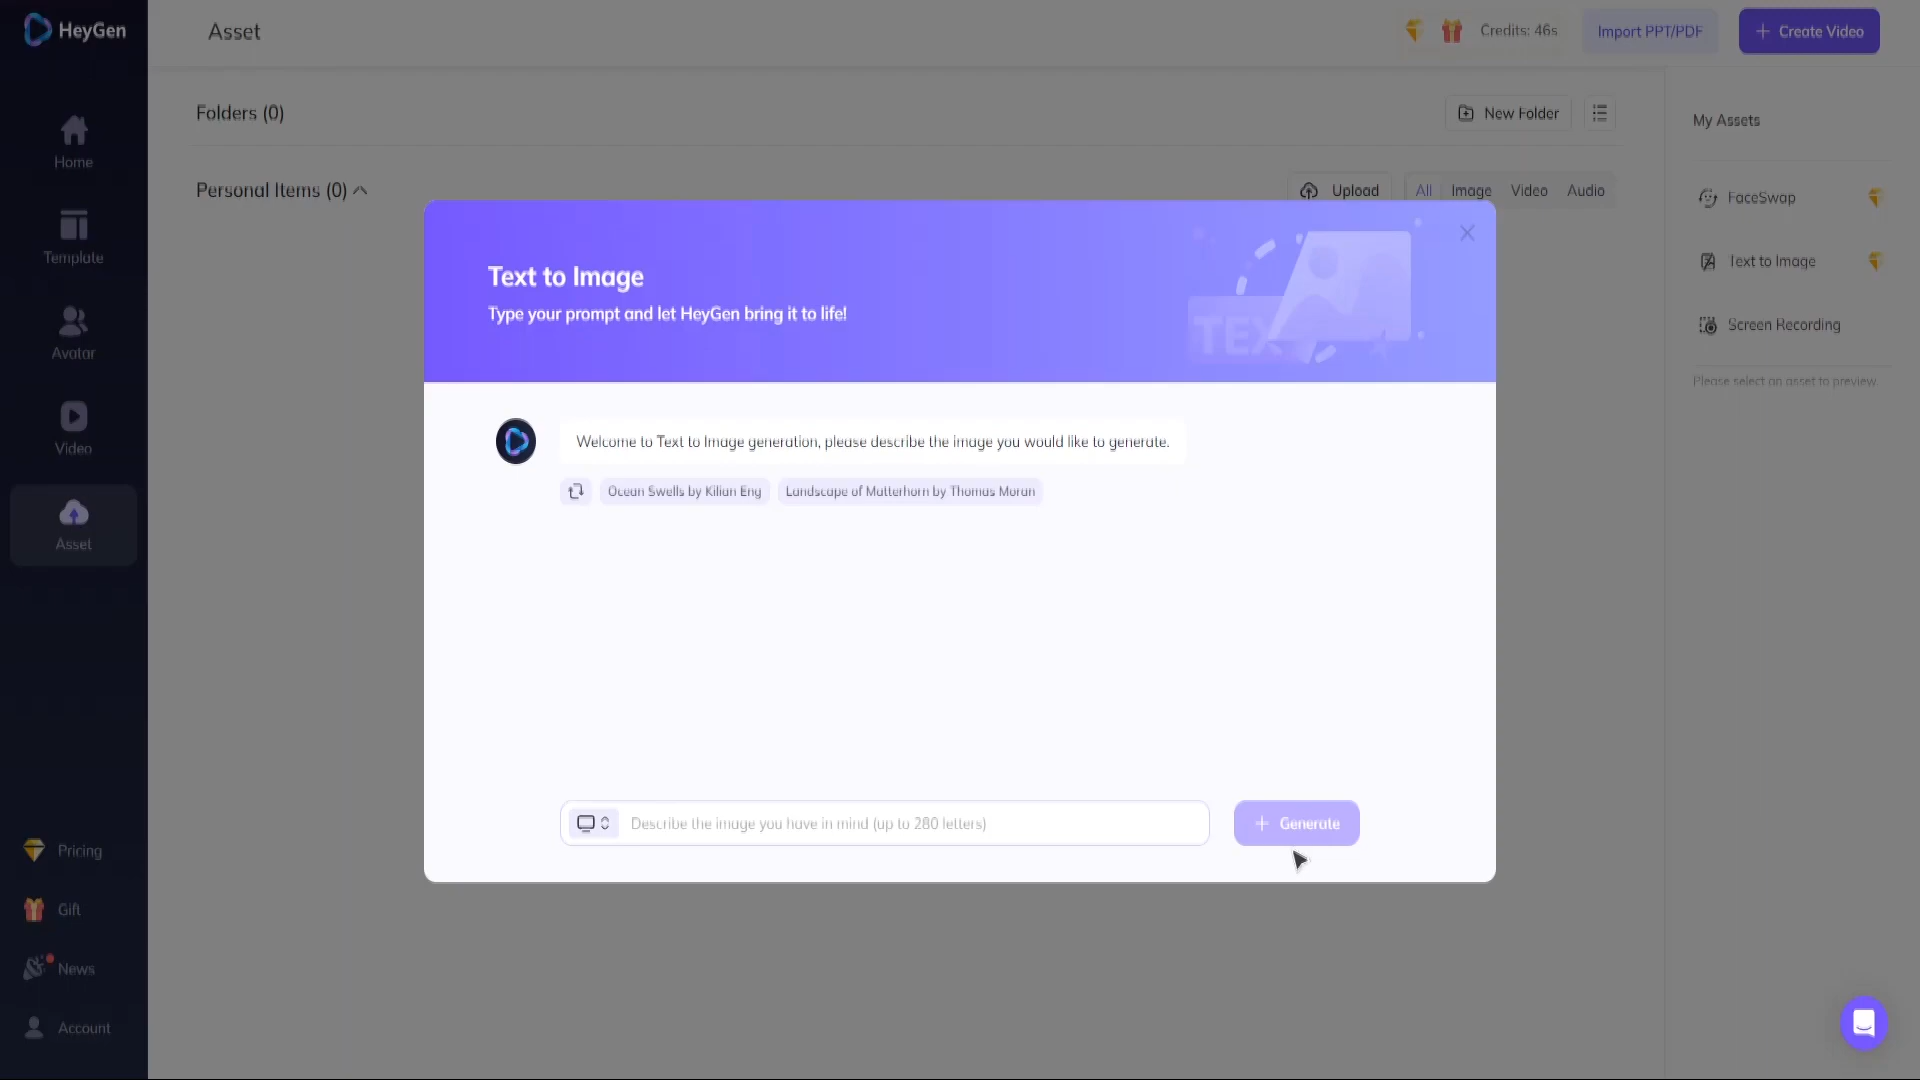 HeyGen
Asset
Credits: 46s
Import PPT/PDF
+ Create Video
Home
Template
Avatar
Video
Asset
Pricing
Gift
News
Account
Folders (0)
New Folder
Personal Items (0)
Upload
All
Image
Video
Audio
Text to Image
Type your prompt and let HeyGen bring it to life!
TEX
Welcome to Text to Image generation, please describe the image you would like to generate.
Ocean Swells by Kilian Eng
Landscape of Matterhorn by Thomas Moran
Describe the image you have in mind (up to 280 letters)
+ Generate
My Assets
FaceSwap
Text to Image
Screen Recording
Please select an asset to preview.